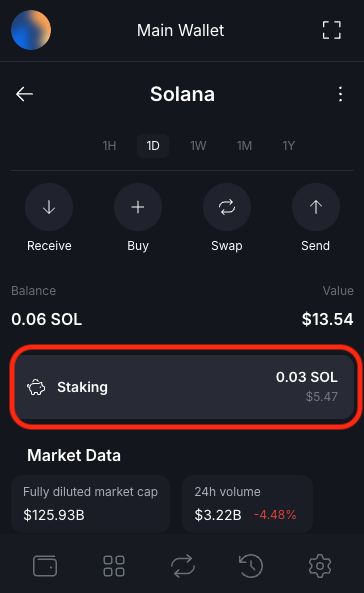 Main Wallet
Solana
1H 1D 1W 1M 1Y
Receive Buy Swap Send
Balance Value
0.06 SOL $13.54
Staking 0.03 SOL
$5.47
Market Data
Fully diluted market cap 24h volume
$125.93B $3.22B -4.48%